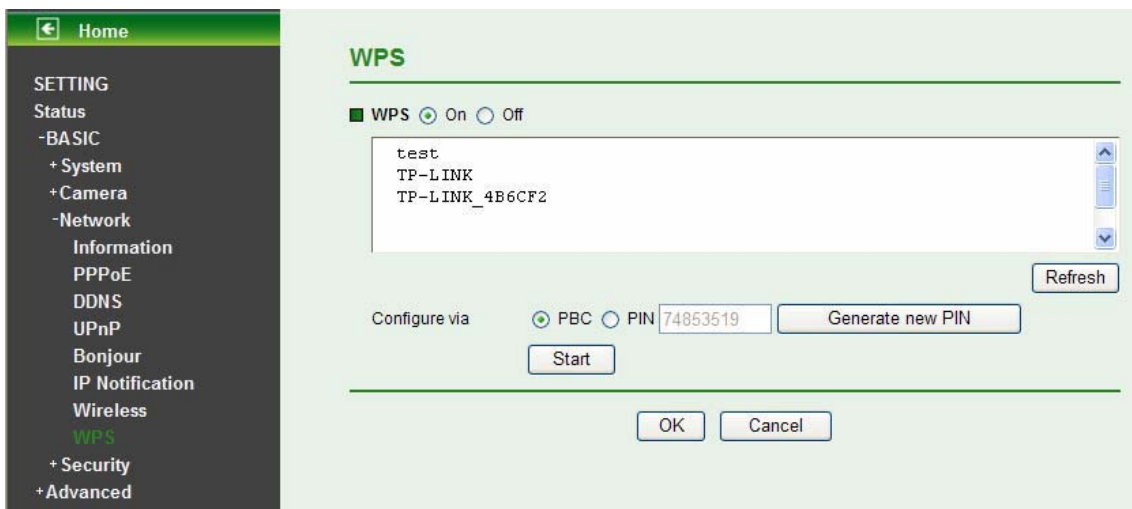 Home
SETTING
Status
-BASIC
+ System
+Camera
-Network
Information
PPPoE
DDNS
UPnP
Bonjour
IP Notification
Wireless
WPS
+ Security
+Advanced
WPS
WPS On Off
test
TP-LINK
TP-LINK_4B6CF2
Refresh
Configure via PBC PIN 74853519 Generate new PIN
Start
OK Cancel